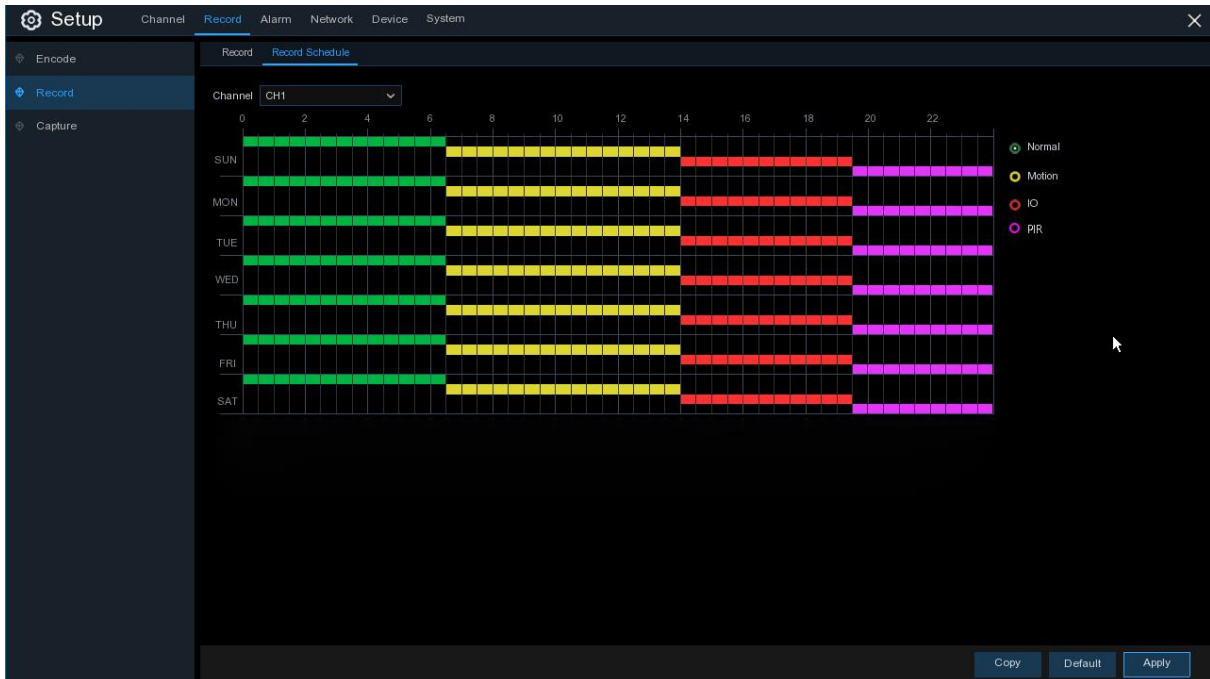 Setup Channel Record Alarm Network Device System
Encode
Record
Capture
Record Record Schedule
Channel CH1
0 2 4 6 8 10 12 14 16 18 20 22
SUN
MON
TUE
WED
THU
FRI
SAT
Normal
Motion
IO
PIR
Copy Default Apply